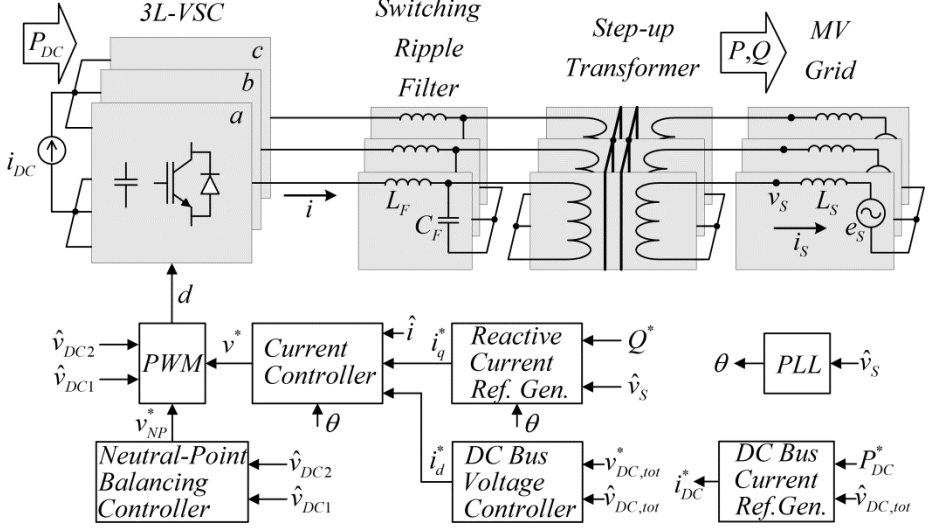 3L-VSC
Switching
Ripple
Filter
Step-up
Transformer
MV
Grid
P_DC
P,Q
c
b
a
i_DC
i
L_F
C_F
v_S
L_S
i_S
e_S
d
v̂_DC2
v̂_DC1
PWM
v*
Current
Controller
î
θ
i_q*
Reactive
Current
Ref. Gen.
Q*
v̂_S
θ
θ
PLL
v̂_S
v_NP*
Neutral-Point
Balancing
Controller
v̂_DC2
v̂_DC1
i_d*
DC Bus
Voltage
Controller
v*_DC,tot
v̂_DC,tot
i_DC*
DC Bus
Current
Ref.Gen.
P_DC*
v̂_DC,tot